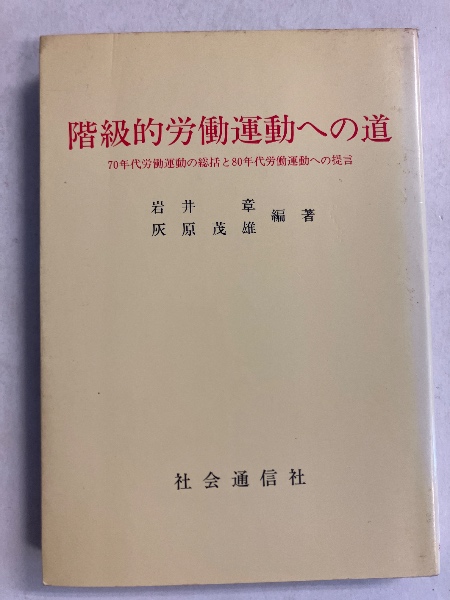 階級的労働運動への道
70年代労働運動の総括と80年代労働運動への提言
岩井 章
灰原茂雄 編著
社会通信社